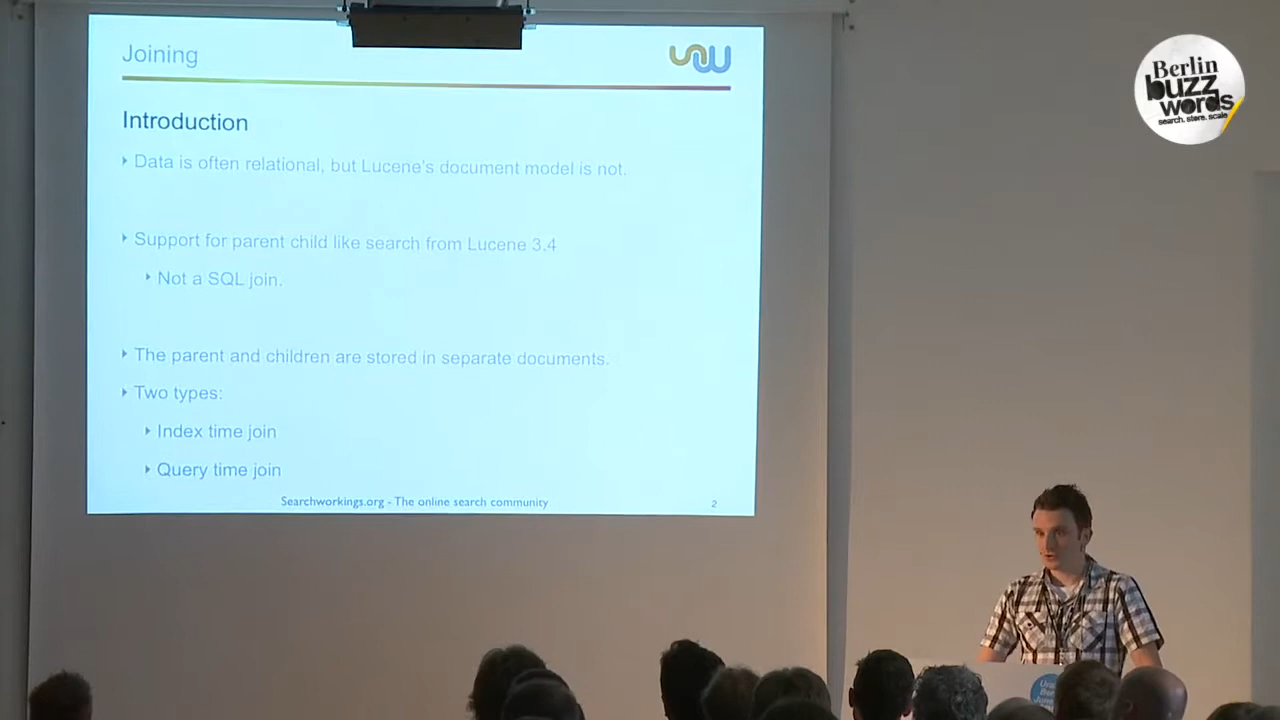 Joining
Introduction
Data is often relational, but Lucene's document model is not.
Support for parent child like search from Lucene 3.4
Not a SQL join.
The parent and children are stored in separate documents.
Two types:
Index time join
Query time join
Searchworkings.org - The online search community 2
Berlin
buzz
words
search. store. scale